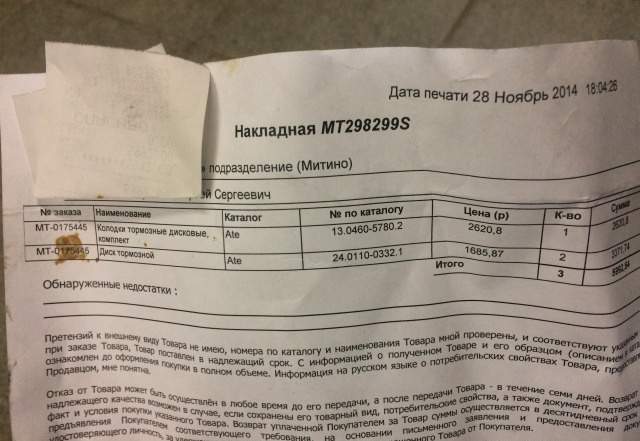 Дата печати 28 Ноябрь 2014 18:04:26
Накладная MT298299S
подразделение (Митино)
Сергеевич
№ заказа Наименование Каталог № по каталогу Цена (р) К-во Сумма
MT-0175445 Колодки тормозные дисковые, комплект Ate 13.0460-5780.2 2620,8 1 2620,8
MT-0175445 Диск тормозной Ate 24.0110-0332.1 1685,87 2 3371,74
Итого 3
Обнаруженные недостатки :
Претензий к внешнему виду Товара не имею, номера по каталогу и наименования Товара мной проверены, и соответствуют
при заказе Товара, Товар поставлен в надлежащий срок. С информацией о полученном Товаре и его образцом (описанием
ознакомлен до оформления покупки в полном объеме. Информация на русском языке о потребительских свойствах Товара,
Продавцом, мне понятна.
Отказ от Товара может быть осуществлён в любое время до его передачи, а после передачи Товара - в течение семи дней. Возврат
надлежащего качества возможен в случае, если сохранены его товарный вид, потребительские свойства, а также документ,
факт и условия покупки указанного Товара. Возврат уплаченной Покупателем за Товар суммы осуществляется в десятидневный срок
предъявления Покупателем соответствующего требования, на основании письменного заявления и предоставления
удостоверяющего личность